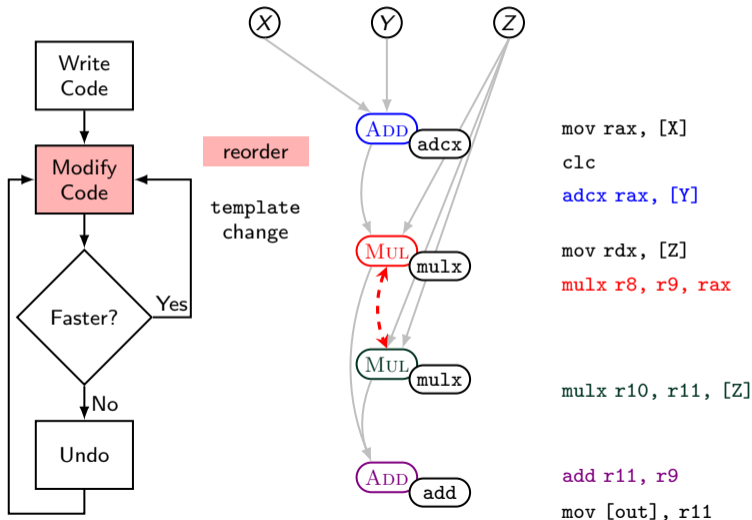 Write
Code
Modify
Code
Faster?
Yes
No
Undo
reorder
template
change
X
Y
Z
ADD
adcx
MUL
mulx
MUL
mulx
ADD
add
mov rax, [X]
clc
adcx rax, [Y]
mov rdx, [Z]
mulx r8, r9, rax
mulx r10, r11, [Z]
add r11, r9
mov [out], r11